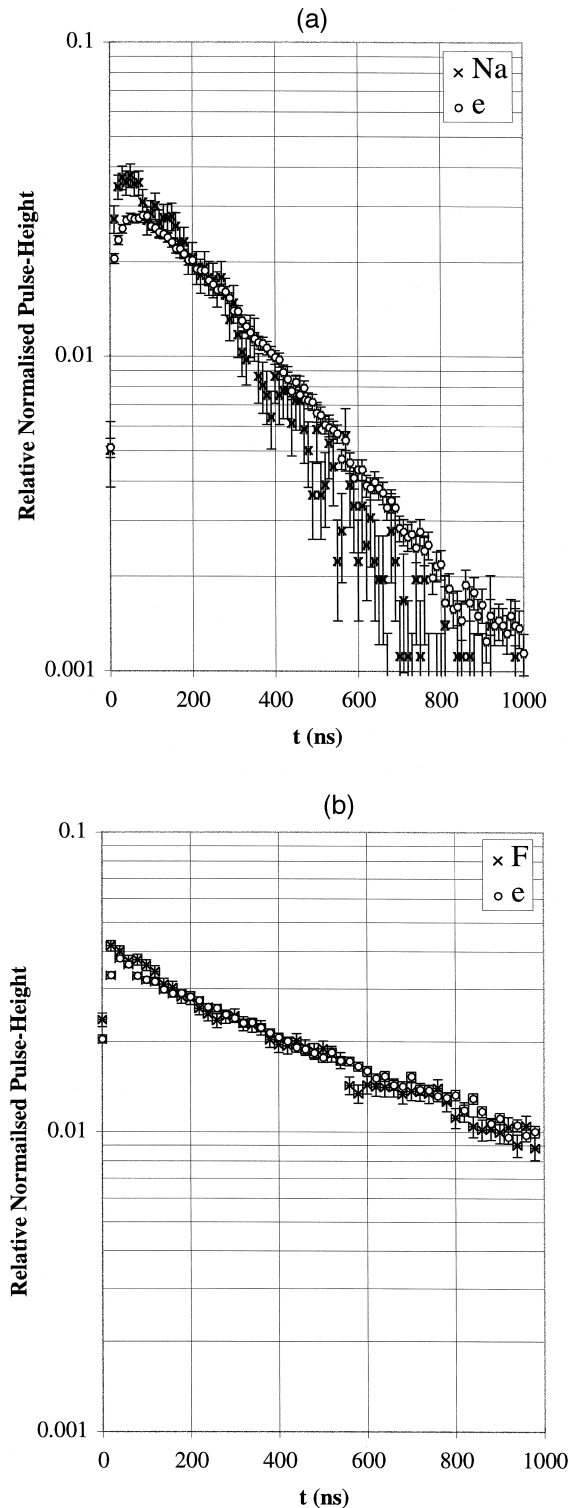 (a)
0.1
× Na
○ e
Relative Normalised Pulse-Height
0.01
0.001
0 200 400 600 800 1000
t (ns)
(b)
0.1
× F
○ e
Relative Normailsed Pulse-Height
0.01
0.001
0 200 400 600 800 1000
t (ns)